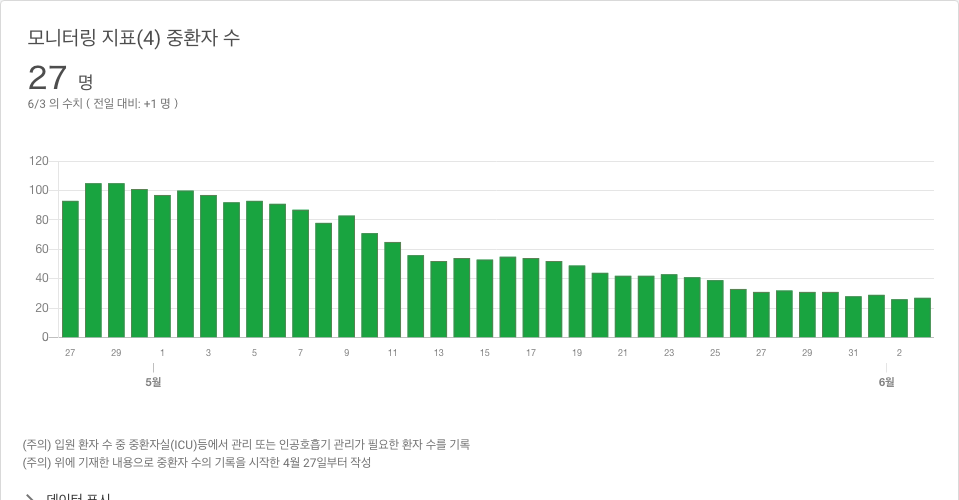 모니터링 지표(4) 중환자 수
27 명
6/3 의 수치 ( 전일 대비: +1 명 )
120
100
80
60
40
20
0
27 29 1 3 5 7 9 11 13 15 17 19 21 23 25 27 29 31 2
5월 6월
(주의) 입원 환자 수 중 중환자실(ICU)등에서 관리 또는 인공호흡기 관리가 필요한 환자 수를 기록
(주의) 위에 기재한 내용으로 중환자 수의 기록을 시작한 4월 27일부터 작성
데이터 표시